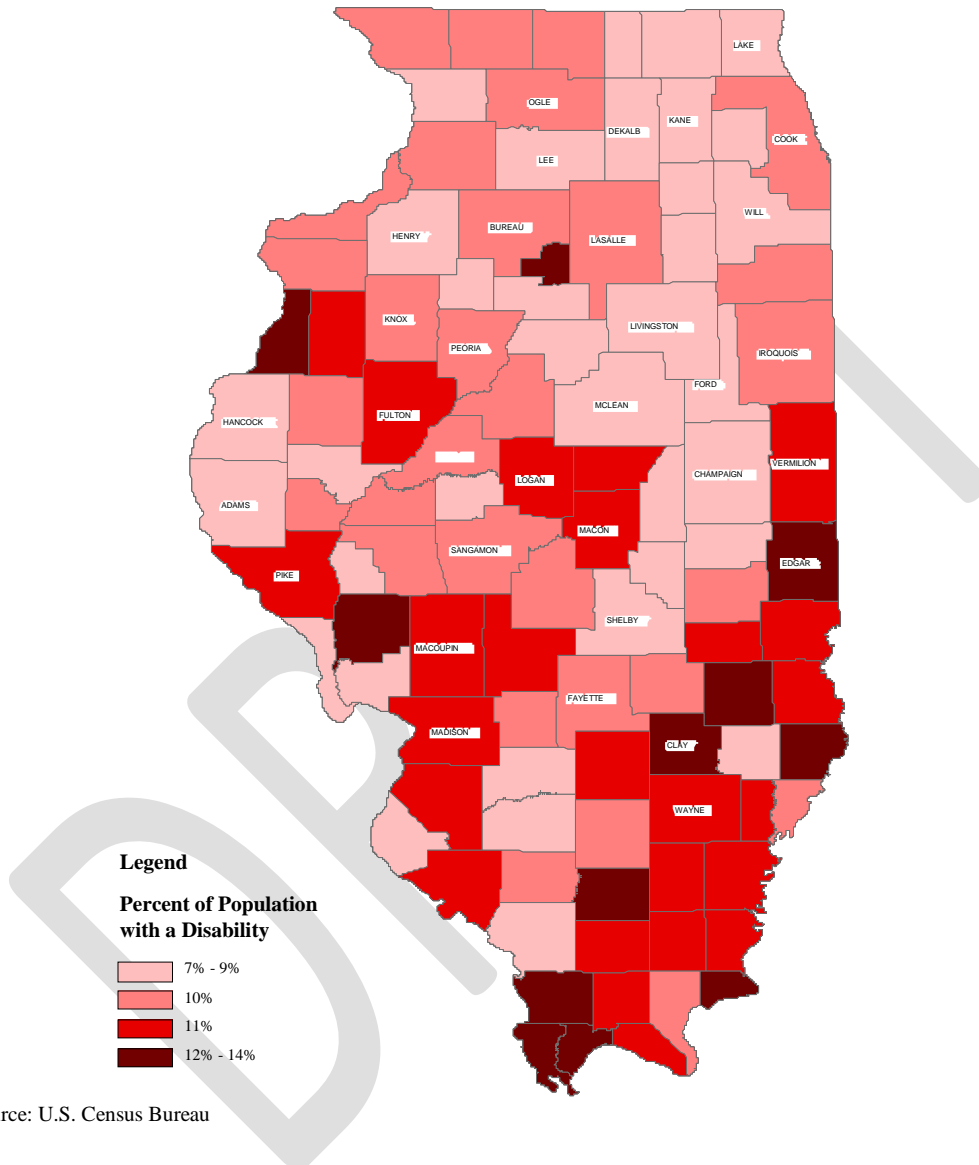 LAKE
OGLE
KANE
DEKALB
COOK
LEE
WILL
BUREAU
HENRY
LASALLE
KNOX
LIVINGSTON
PEORIA
IROQUOIS
FORD
MCLEAN
FULTON
HANCOCK
VERMILION
CHAMPAIGN
LOGAN
ADAMS
MACON
SANGAMON
EDGAR
PIKE
SHELBY
MACOUPIN
FAYETTE
MADISON
CLAY
WAYNE
Legend
Percent of Population
with a Disability
7% - 9%
10%
11%
12% - 14%
rce: U.S. Census Bureau